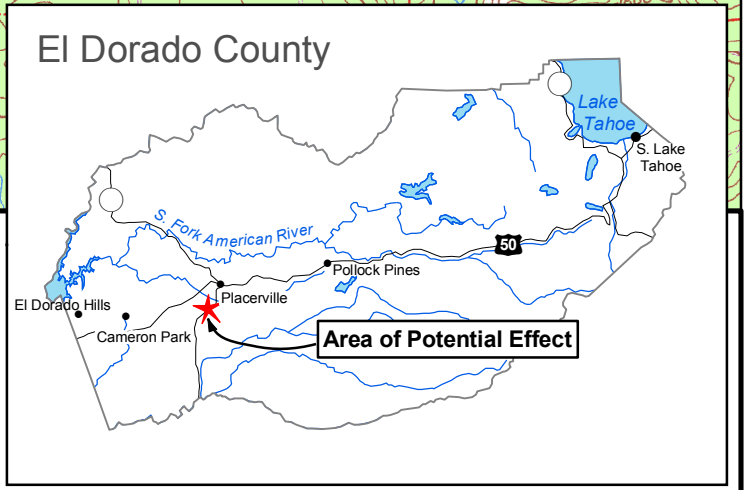 El Dorado County
Lake
Tahoe
S. Lake
Tahoe
S. Fork American River
50
Pollock Pines
Placerville
El Dorado Hills
Cameron Park
Area of Potential Effect